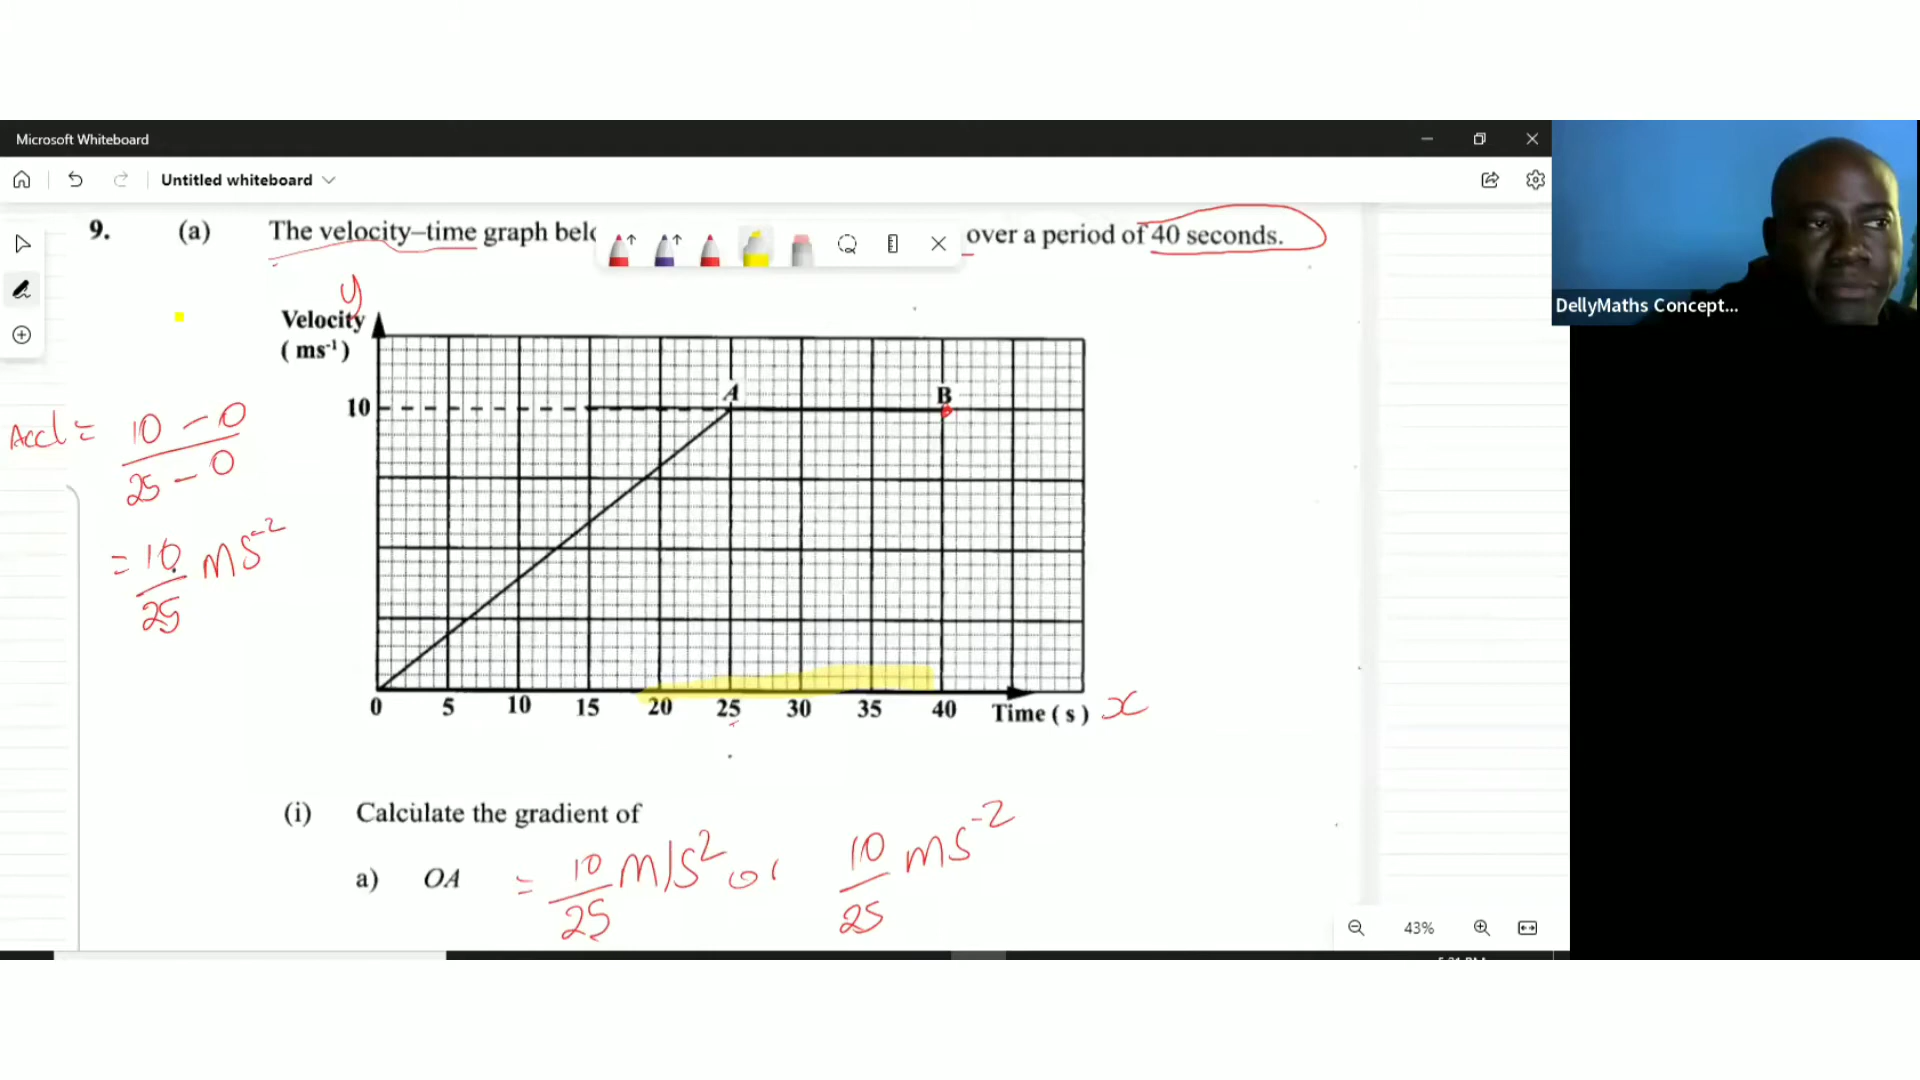 Microsoft Whiteboard
Untitled whiteboard
9. (a) The velocity–time graph belo over a period of 40 seconds.
y
Velocity
( ms⁻¹ )
A B
10
Accl = 10 – 0
25 – 0
= 10 ms⁻²
25
0 5 10 15 20 25 30 35 40 Time ( s ) x
(i) Calculate the gradient of
a) OA = 10 m/s² or 10 ms⁻²
25 25
DellyMaths Concept...
43%